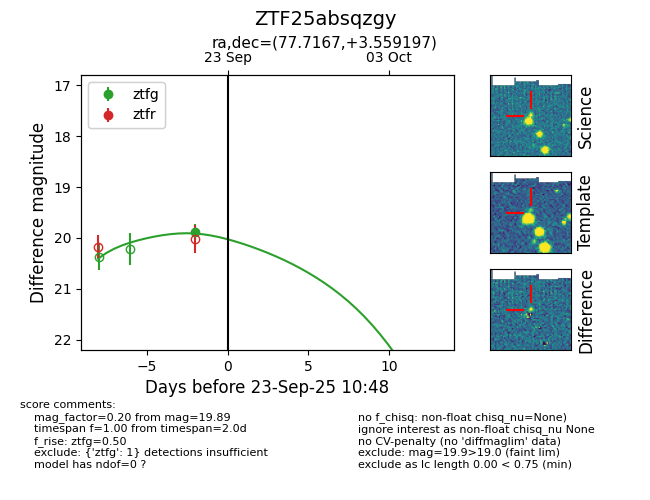 ZTF25absqzgy
ra,dec=(77.7167,+3.559197)
23 Sep
03 Oct
ztfg
ztfr
17
18
19
20
21
22
Difference magnitude
−5
0
5
10
Days before 23-Sep-25 10:48
Science
Template
Difference
score comments:
mag_factor=0.20 from mag=19.89
timespan f=1.00 from timespan=2.0d
f_rise: ztfg=0.50
exclude: {'ztfg': 1} detections insufficient
model has ndof=0 ?
no f_chisq: non-float chisq_nu=None)
ignore interest as non-float chisq_nu None
no CV-penalty (no 'diffmaglim' data)
exclude: mag=19.9>19.0 (faint lim)
exclude as lc length 0.00 < 0.75 (min)